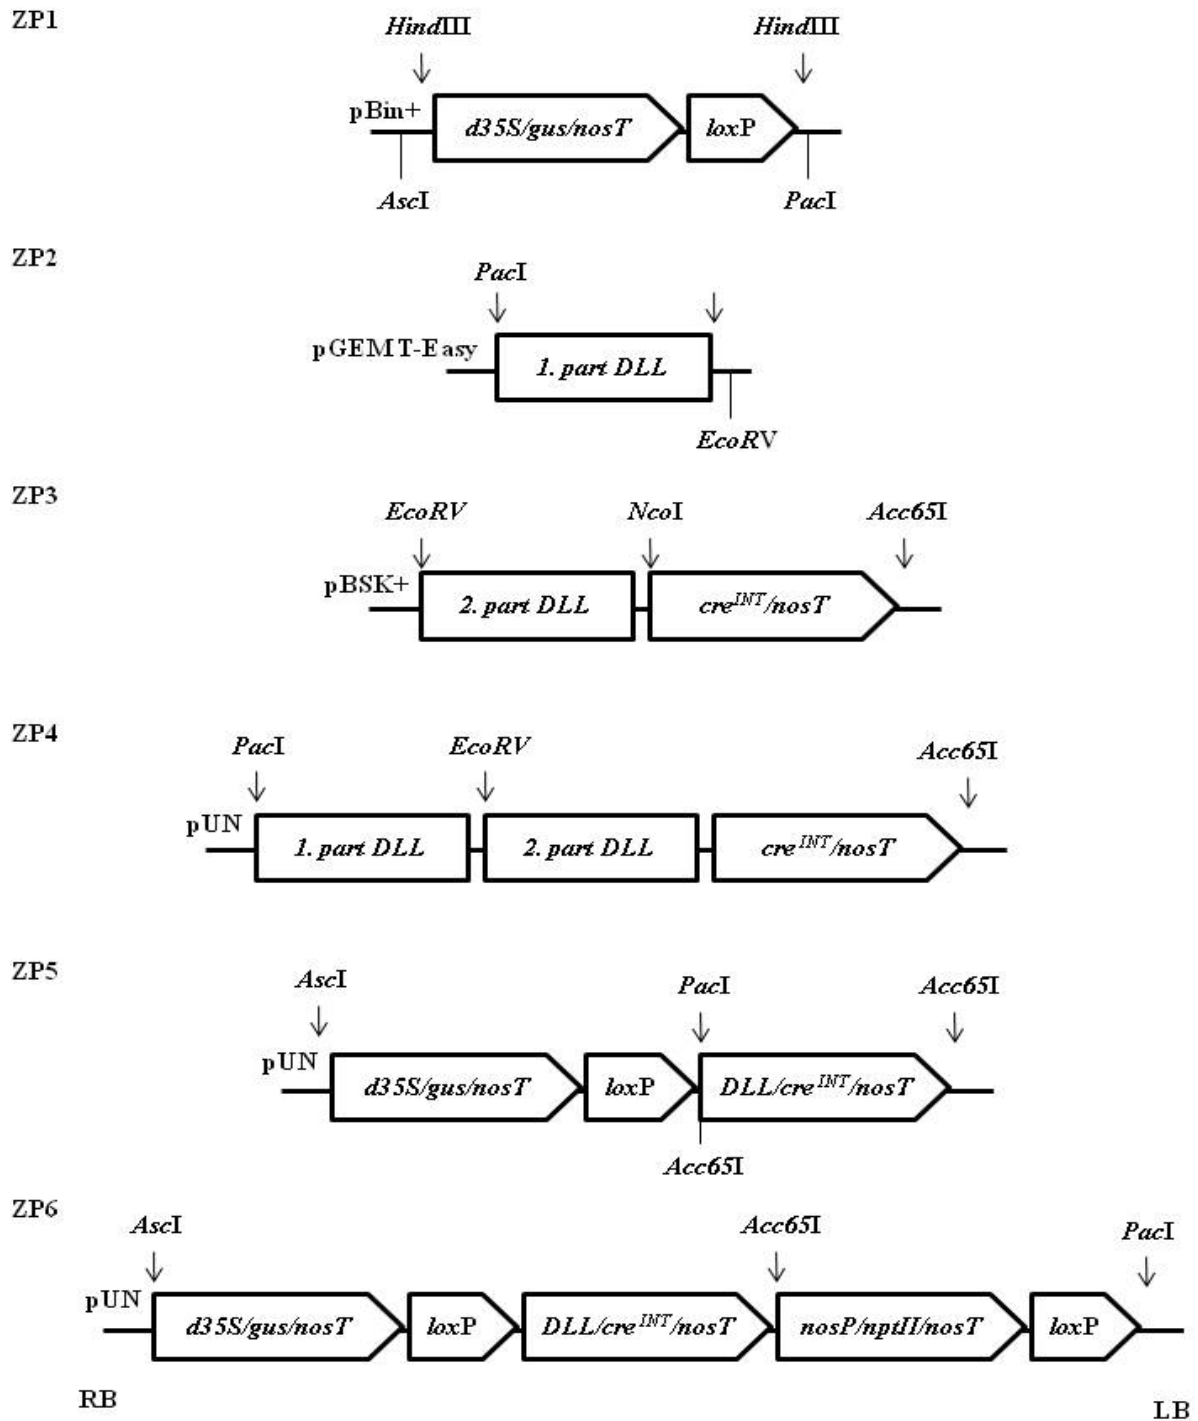 ZP1
HindIII HindIII
pBin+ d35S/gus/nosT loxP
AscI PacI
ZP2
PacI
pGEMT-Easy 1. part DLL
EcoRV
ZP3
EcoRV NcoI Acc65I
pBSK+ 2. part DLL cre^INT/nosT
ZP4
PacI EcoRV Acc65I
pUN 1. part DLL 2. part DLL cre^INT/nosT
ZP5
AscI PacI Acc65I
pUN d35S/gus/nosT loxP DLL/cre^INT/nosT
Acc65I
ZP6
AscI Acc65I PacI
pUN d35S/gus/nosT loxP DLL/cre^INT/nosT nosP/nptII/nosT loxP
RB LB